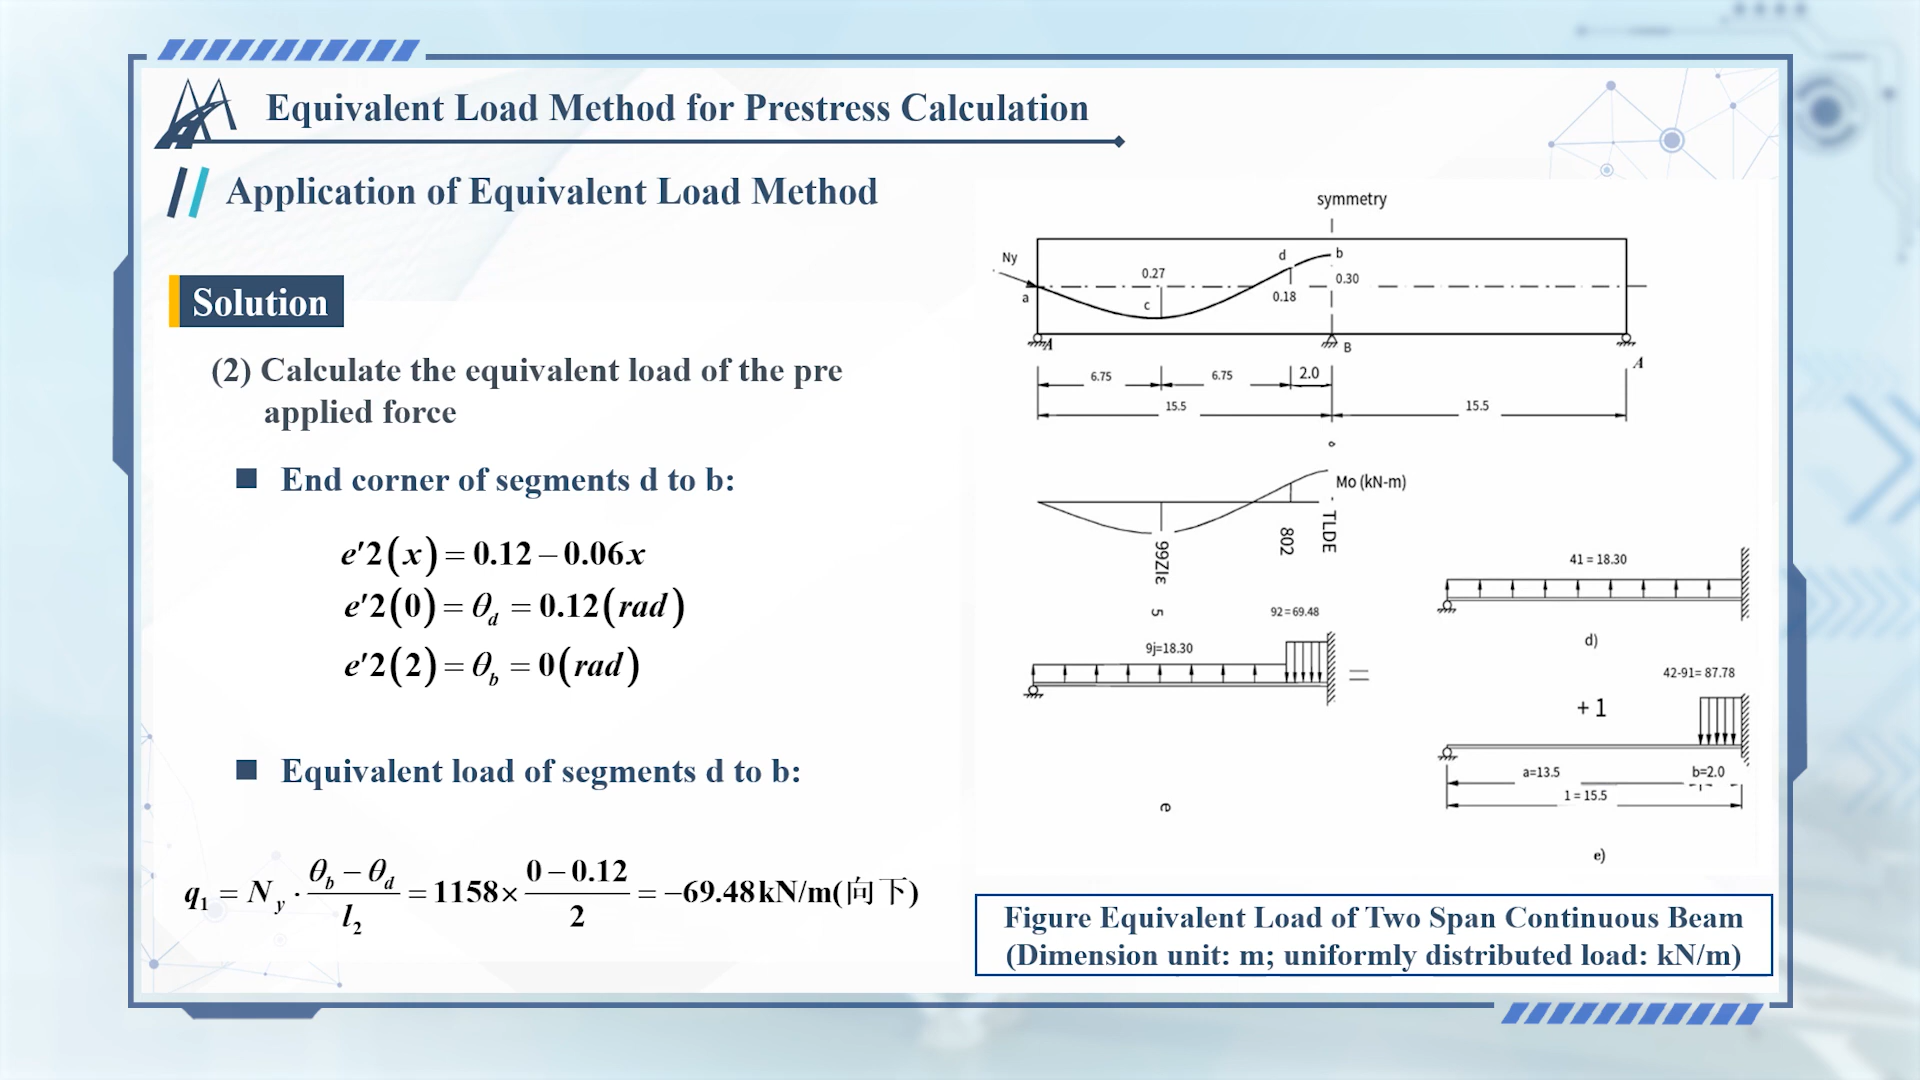 Equivalent Load Method for Prestress Calculation
Application of Equivalent Load Method
Solution
(2) Calculate the equivalent load of the pre
applied force
End corner of segments d to b:
e′2(x) = 0.12 − 0.06x
e′2(0) = θd = 0.12(rad)
e′2(2) = θb = 0(rad)
Equivalent load of segments d to b:
q1 = Ny · (θb − θd)/l2 = 1158 × (0 − 0.12)/2 = −69.48kN/m(向下)
symmetry
Ny
a
0.27
c
d
b
0.18
0.30
A
B
A
6.75
6.75
2.0
15.5
15.5
Mo (kN-m)
TLDE
802
5
92=69.48
9j=18.30
=
41 = 18.30
d)
42-91= 87.78
+ 1
a=13.5
b=2.0
1 = 15.5
e
e)
Figure Equivalent Load of Two Span Continuous Beam
(Dimension unit: m; uniformly distributed load: kN/m)